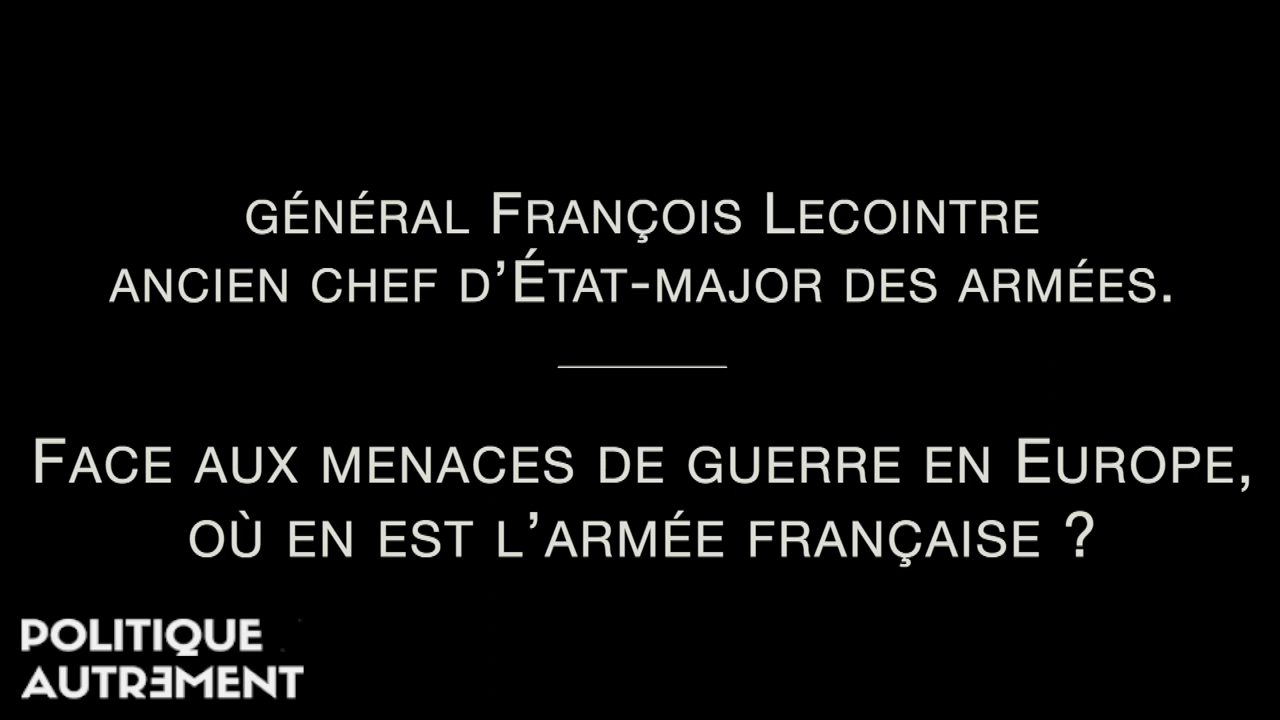 GÉNÉRAL FRANÇOIS LECOINTRE
ANCIEN CHEF D’ÉTAT-MAJOR DES ARMÉES.
FACE AUX MENACES DE GUERRE EN EUROPE,
OÙ EN EST L’ARMÉE FRANÇAISE ?
POLITIQUE
AUTREMENT